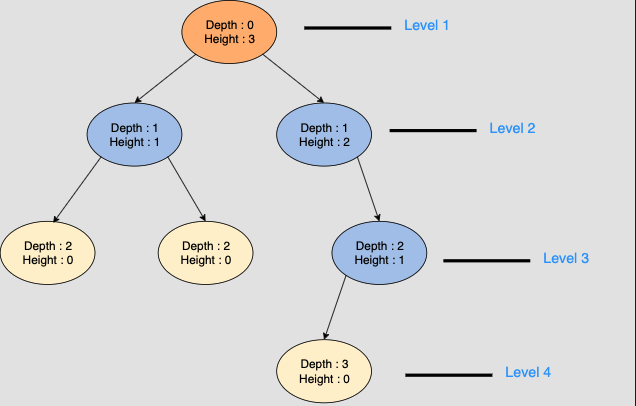 Depth : 0
Height : 3
Level 1
Depth : 1
Height : 1
Depth : 1
Height : 2
Level 2
Depth : 2
Height : 0
Depth : 2
Height : 0
Depth : 2
Height : 1
Level 3
Depth : 3
Height : 0
Level 4